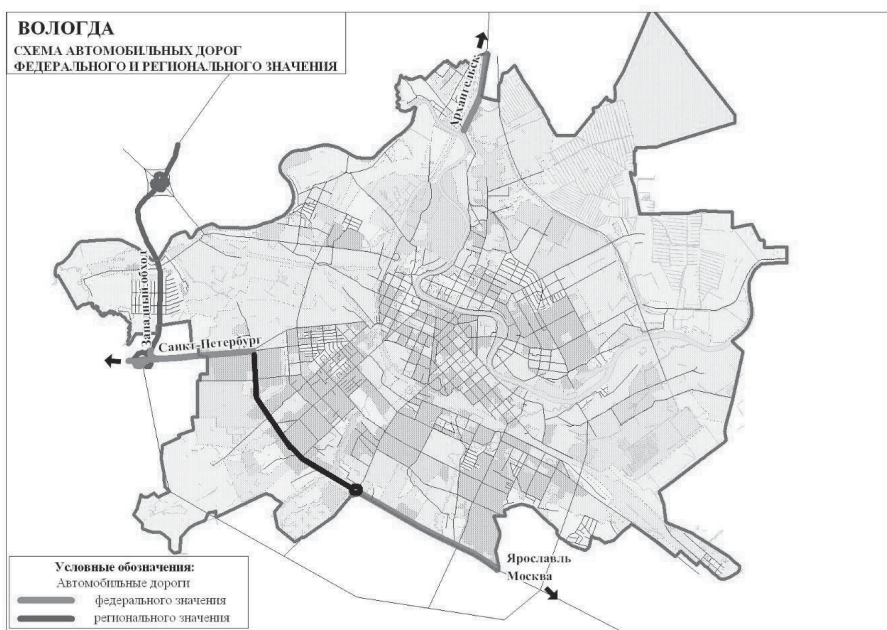 ВОЛОГДА
СХЕМА АВТОМОБИЛЬНЫХ ДОРОГ
ФЕДЕРАЛЬНОГО И РЕГИОНАЛЬНОГО ЗНАЧЕНИЯ
Архангельск
Западный обход
Санкт-Петербург
Ярославль
Москва
Условные обозначения:
Автомобильные дороги
федерального значения
регионального значения